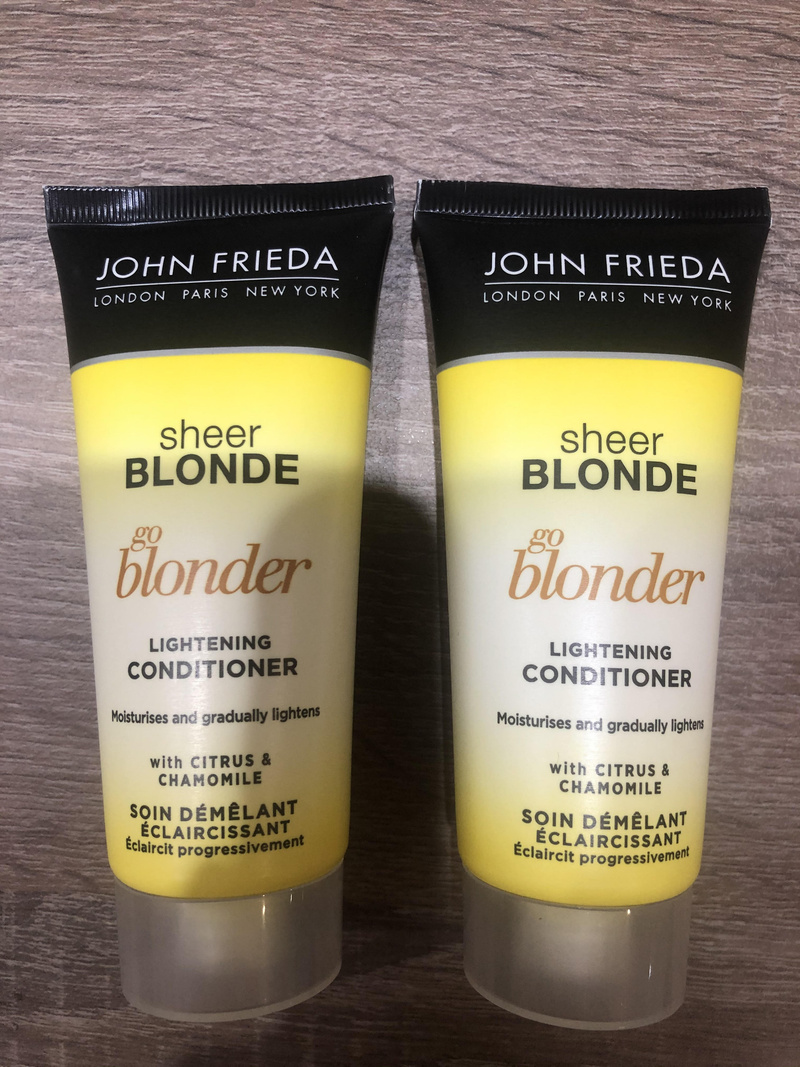 JOHN FRIEDA
LONDON PARIS NEW YORK
sheer
BLONDE
go
blonder
LIGHTENING
CONDITIONER
Moisturises and gradually lightens
with CITRUS &
CHAMOMILE
SOIN DÉMÊLANT
ÉCLAIRCISSANT
Éclaircit progressivement
JOHN FRIEDA
LONDON PARIS NEW YORK
sheer
BLONDE
go
blonder
LIGHTENING
CONDITIONER
Moisturises and gradually lightens
with CITRUS &
CHAMOMILE
SOIN DÉMÊLANT
ÉCLAIRCISSANT
Éclaircit progressivement